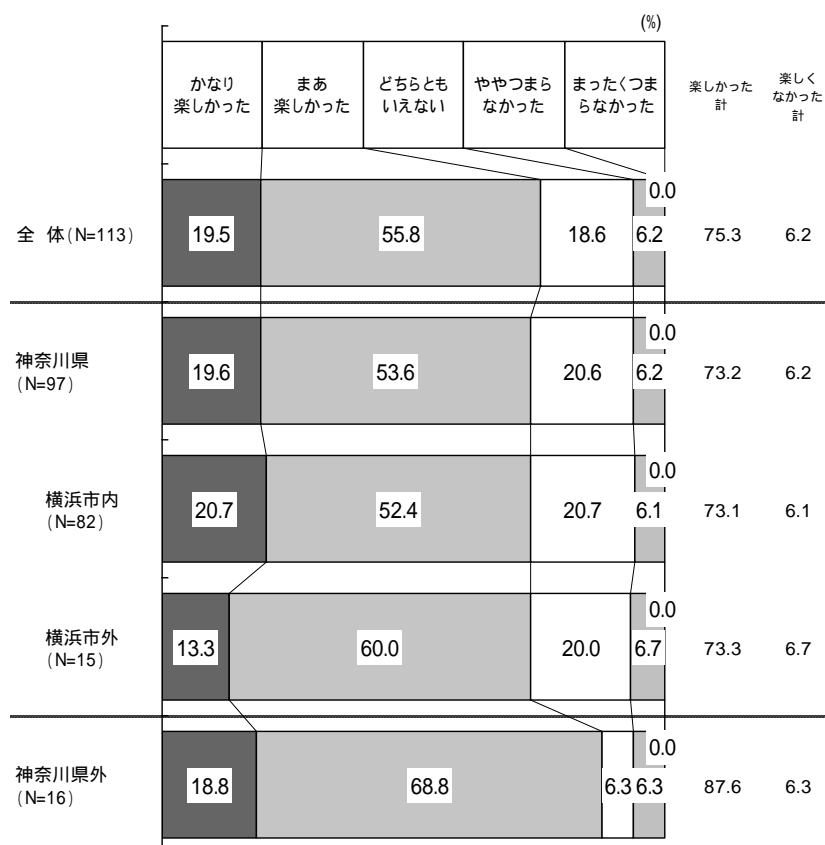 (%)
かなり
楽しかった
まあ
楽しかった
どちらとも
いえない
ややつまら
なかった
まったくつま
らなかった
楽しかった
計
楽しく
なかった
計
全 体(N=113)
19.5 55.8 18.6 6.2 0.0 75.3 6.2
神奈川県
(N=97)
19.6 53.6 20.6 6.2 0.0 73.2 6.2
横浜市内
(N=82)
20.7 52.4 20.7 6.1 0.0 73.1 6.1
横浜市外
(N=15)
13.3 60.0 20.0 6.7 0.0 73.3 6.7
神奈川県外
(N=16)
18.8 68.8 6.3 6.3 0.0 87.6 6.3